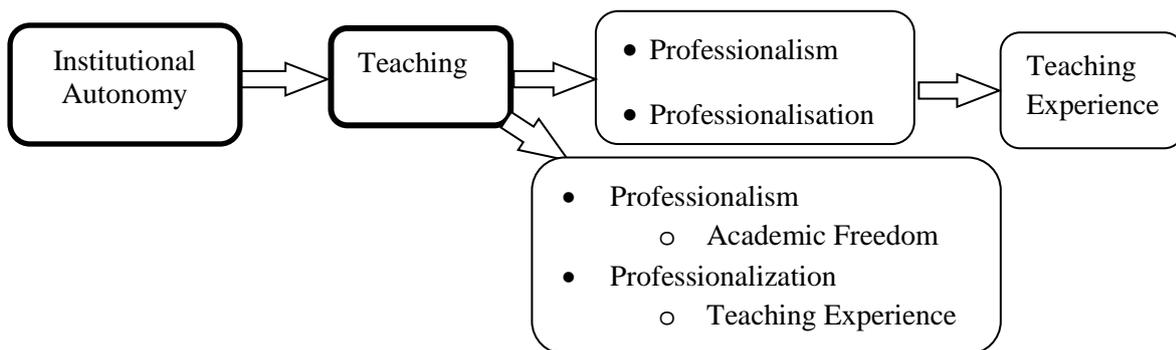 Institutional
Autonomy
Teaching
• Professionalism
• Professionalisation
Teaching
Experience
• Professionalism
o Academic Freedom
• Professionalization
o Teaching Experience